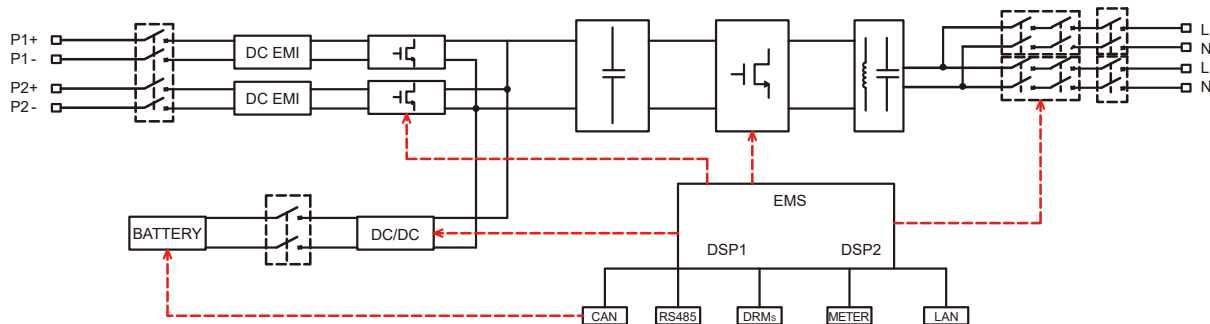 P1+
P1-
P2+
P2-
DC EMI
DC EMI
L
N
L
N
BATTERY
DC/DC
EMS
DSP1
DSP2
CAN
RS485
DRMs
METER
LAN